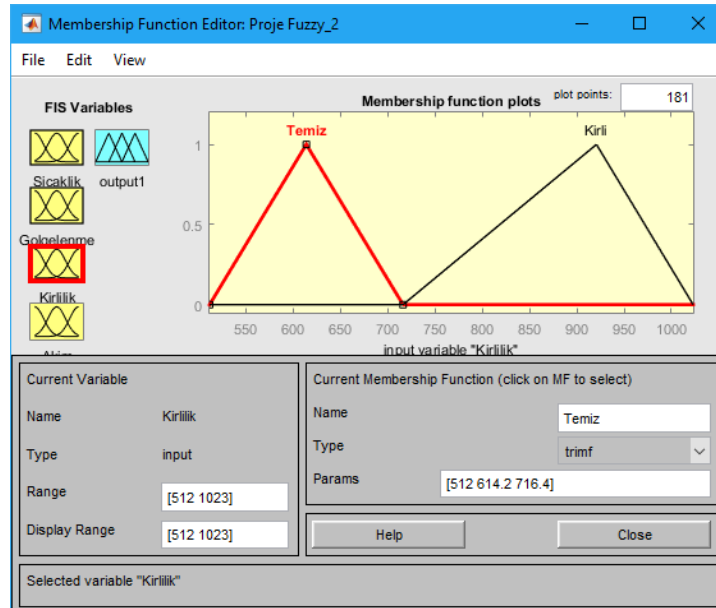 Membership Function Editor: Proje Fuzzy_2
File Edit View
FIS Variables
Membership function plots
plot points:
181
Sicaklik
output1
Golgelenme
Kirlilik
Akim
Temiz
Kirli
1
0.5
0
550 600 650 700 750 800 850 900 950 1000
input variable "Kirlilik"
Current Variable
Name Kirlilik
Type input
Range [512 1023]
Display Range [512 1023]
Current Membership Function (click on MF to select)
Name Temiz
Type trimf
Params [512 614.2 716.4]
Help Close
Selected variable "Kirlilik"